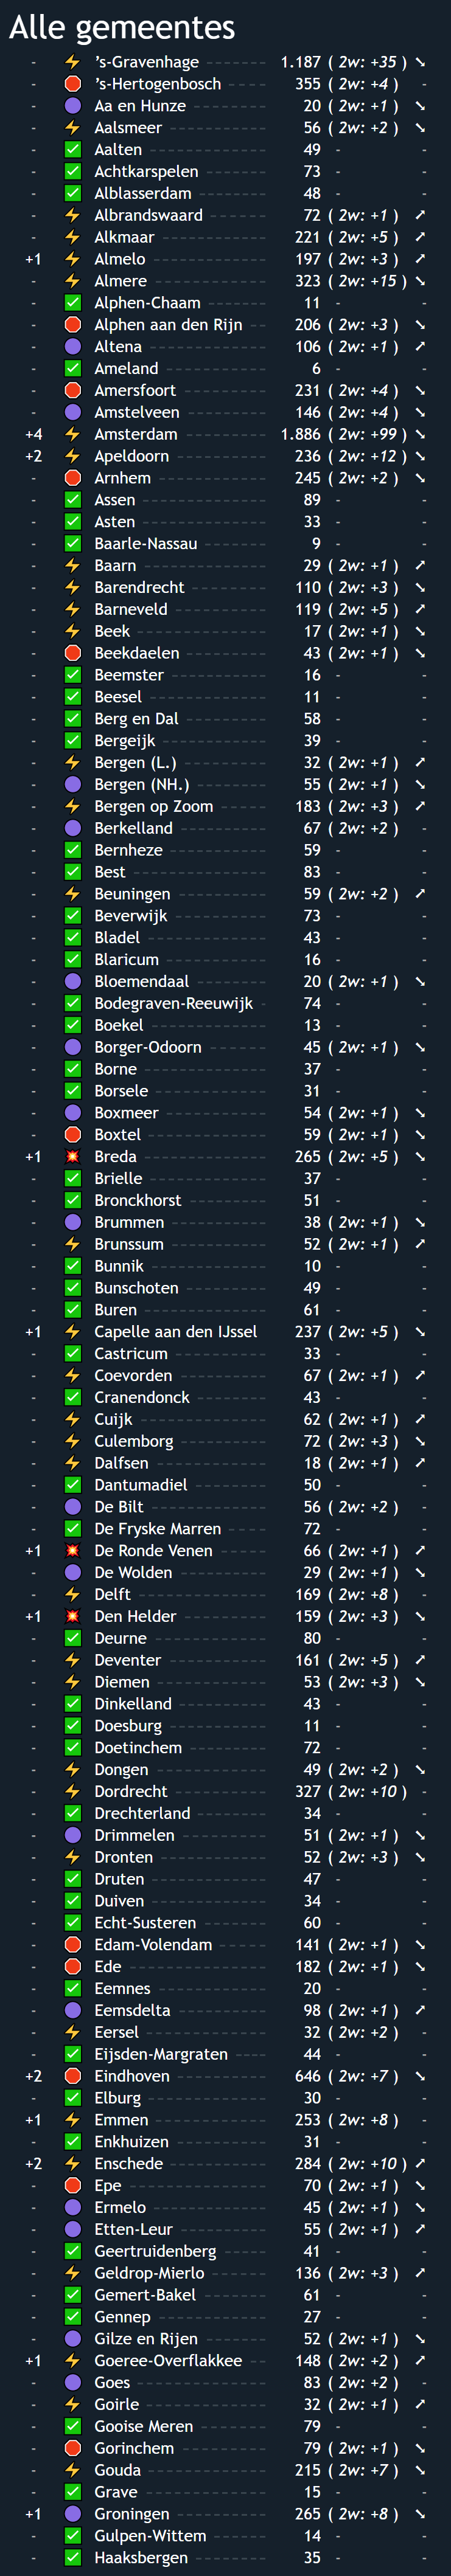 Alle gemeentes
- ⚡ ’s-Gravenhage ------- 1.187 ( 2w: +35 ) ➘
- 🛑 ’s-Hertogenbosch ----- 355 ( 2w: +4 ) -
- 🟣 Aa en Hunze --------- 20 ( 2w: +1 ) ➘
- ⚡ Aalsmeer ------------ 56 ( 2w: +2 ) ➘
- ✅ Aalten -------------- 49 - -
- ✅ Achtkarspelen ------- 73 - -
- ✅ Alblasserdam -------- 48 - -
- ⚡ Albrandswaard ------- 72 ( 2w: +1 ) ➚
- ⚡ Alkmaar ------------- 221 ( 2w: +5 ) ➚
+1 ⚡ Almelo ------------- 197 ( 2w: +3 ) ➚
- ⚡ Almere -------------- 323 ( 2w: +15 ) ➘
- ✅ Alphen-Chaam -------- 11 - -
- 🛑 Alphen aan den Rijn --- 206 ( 2w: +3 ) ➘
- 🟣 Altena -------------- 106 ( 2w: +1 ) ➚
- ✅ Ameland ------------- 6 - -
- 🛑 Amersfoort ---------- 231 ( 2w: +4 ) ➘
- 🟣 Amstelveen ---------- 146 ( 2w: +4 ) ➘
+4 ⚡ Amsterdam ---------- 1.886 ( 2w: +99 ) ➘
+2 ⚡ Apeldoorn ---------- 236 ( 2w: +12 ) ➘
- 🛑 Arnhem -------------- 245 ( 2w: +2 ) ➘
- ✅ Assen --------------- 89 - -
- ✅ Asten --------------- 33 - -
- ✅ Baarle-Nassau ------- 9 - -
- ⚡ Baarn --------------- 29 ( 2w: +1 ) ➚
- ⚡ Barendrecht --------- 110 ( 2w: +3 ) ➘
- ⚡ Barneveld ----------- 119 ( 2w: +5 ) ➚
- ⚡ Beek ---------------- 17 ( 2w: +1 ) ➘
- 🛑 Beekdaelen ---------- 43 ( 2w: +1 ) ➘
- ✅ Beemster ------------ 16 - -
- ✅ Beesel -------------- 11 - -
- ✅ Berg en Dal --------- 58 - -
- ✅ Bergeijk ------------ 39 - -
- ⚡ Bergen (L.) --------- 32 ( 2w: +1 ) ➚
- 🟣 Bergen (NH.) -------- 55 ( 2w: +1 ) ➘
- ⚡ Bergen op Zoom ------ 183 ( 2w: +3 ) ➚
- 🟣 Berkelland ---------- 67 ( 2w: +2 ) -
- ✅ Bernheze ------------ 59 - -
- ✅ Best ---------------- 83 - -
- ⚡ Beuningen ----------- 59 ( 2w: +2 ) ➚
- ✅ Beverwijk ----------- 73 - -
- ✅ Bladel -------------- 43 - -
- ✅ Blaricum ------------ 16 - -
- 🟣 Bloemendaal --------- 20 ( 2w: +1 ) ➘
- ✅ Bodegraven-Reeuwijk - 74 - -
- ✅ Boekel -------------- 13 - -
- 🟣 Borger-Odoorn ------- 45 ( 2w: +1 ) ➘
- ✅ Borne --------------- 37 - -
- ✅ Borsele ------------- 31 - -
- 🟣 Boxmeer ------------- 54 ( 2w: +1 ) ➘
- 🛑 Boxtel -------------- 59 ( 2w: +1 ) ➘
+1 💥 Breda -------------- 265 ( 2w: +5 ) ➘
- ✅ Brielle ------------- 37 - -
- ✅ Bronckhorst --------- 51 - -
- 🟣 Brummen ------------- 38 ( 2w: +1 ) ➘
- ⚡ Brunssum ------------ 52 ( 2w: +1 ) ➚
- ✅ Bunnik -------------- 10 - -
- ✅ Bunschoten ---------- 49 - -
- ✅ Buren --------------- 61 - -
+1 ⚡ Capelle aan den IJssel 237 ( 2w: +5 ) ➘
- ✅ Castricum ----------- 33 - -
- ⚡ Coevorden ----------- 67 ( 2w: +1 ) ➚
- ✅ Cranendonck --------- 43 - -
- ⚡ Cuijk --------------- 62 ( 2w: +1 ) ➚
- ⚡ Culemborg ----------- 72 ( 2w: +3 ) ➘
- ⚡ Dalfsen ------------- 18 ( 2w: +1 ) ➚
- ✅ Dantumadiel --------- 50 - -
- 🟣 De Bilt ------------- 56 ( 2w: +2 ) -
- ✅ De Fryske Marren ---- 72 - -
+1 💥 De Ronde Venen ----- 66 ( 2w: +1 ) ➚
- 🟣 De Wolden ----------- 29 ( 2w: +1 ) ➘
- ⚡ Delft --------------- 169 ( 2w: +8 ) -
+1 💥 Den Helder --------- 159 ( 2w: +3 ) ➘
- ✅ Deurne -------------- 80 - -
- ⚡ Deventer ------------ 161 ( 2w: +5 ) ➚
- ⚡ Diemen -------------- 53 ( 2w: +3 ) ➘
- ✅ Dinkelland ---------- 43 - -
- ✅ Doesburg ------------ 11 - -
- ✅ Doetinchem ---------- 72 - -
- ⚡ Dongen -------------- 49 ( 2w: +2 ) ➘
- ⚡ Dordrecht ----------- 327 ( 2w: +10 ) -
- ✅ Drechterland -------- 34 - -
- 🟣 Drimmelen ----------- 51 ( 2w: +1 ) ➘
- ⚡ Dronten ------------- 52 ( 2w: +3 ) ➘
- ✅ Druten -------------- 47 - -
- ✅ Duiven -------------- 34 - -
- ✅ Echt-Susteren ------- 60 - -
- 🛑 Edam-Volendam ------- 141 ( 2w: +1 ) ➘
- 🛑 Ede ----------------- 182 ( 2w: +1 ) ➘
- ✅ Eemnes -------------- 20 - -
- 🟣 Eemsdelta ----------- 98 ( 2w: +1 ) ➚
- ⚡ Eersel -------------- 32 ( 2w: +2 ) -
- ✅ Eijsden-Margraten ---- 44 - -
+2 🛑 Eindhoven ---------- 646 ( 2w: +7 ) ➘
- ✅ Elburg -------------- 30 - -
+1 ⚡ Emmen -------------- 253 ( 2w: +8 ) -
- ✅ Enkhuizen ----------- 31 - -
+2 ⚡ Enschede ----------- 284 ( 2w: +10 ) ➚
- 🛑 Epe ----------------- 70 ( 2w: +1 ) ➘
- 🟣 Ermelo -------------- 45 ( 2w: +1 ) ➘
- 🟣 Etten-Leur ---------- 55 ( 2w: +1 ) ➚
- ✅ Geertruidenberg ----- 41 - -
- ⚡ Geldrop-Mierlo ------ 136 ( 2w: +3 ) ➚
- ✅ Gemert-Bakel -------- 61 - -
- ✅ Gennep -------------- 27 - -
- 🟣 Gilze en Rijen ------ 52 ( 2w: +1 ) ➘
+1 ⚡ Goeree-Overflakkee -- 148 ( 2w: +2 ) ➚
- 🟣 Goes ---------------- 83 ( 2w: +2 ) -
- ⚡ Goirle -------------- 32 ( 2w: +1 ) ➚
- ✅ Gooise Meren -------- 79 - -
- 🛑 Gorinchem ----------- 79 ( 2w: +1 ) ➘
- ⚡ Gouda --------------- 215 ( 2w: +7 ) ➘
- ✅ Grave --------------- 15 - -
+1 🟣 Groningen ---------- 265 ( 2w: +8 ) ➘
- ✅ Gulpen-Wittem ------- 14 - -
- ✅ Haaksbergen --------- 35 - -